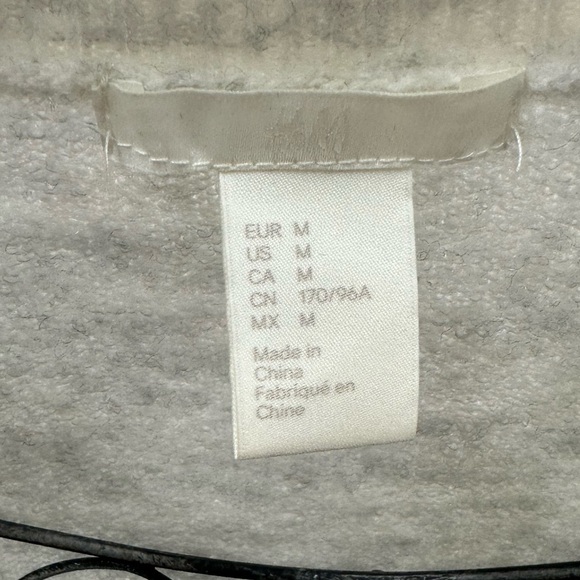 EUR M
US M
CA M
CN 170/96A
MX M
Made in
China
Fabriqué en
Chine